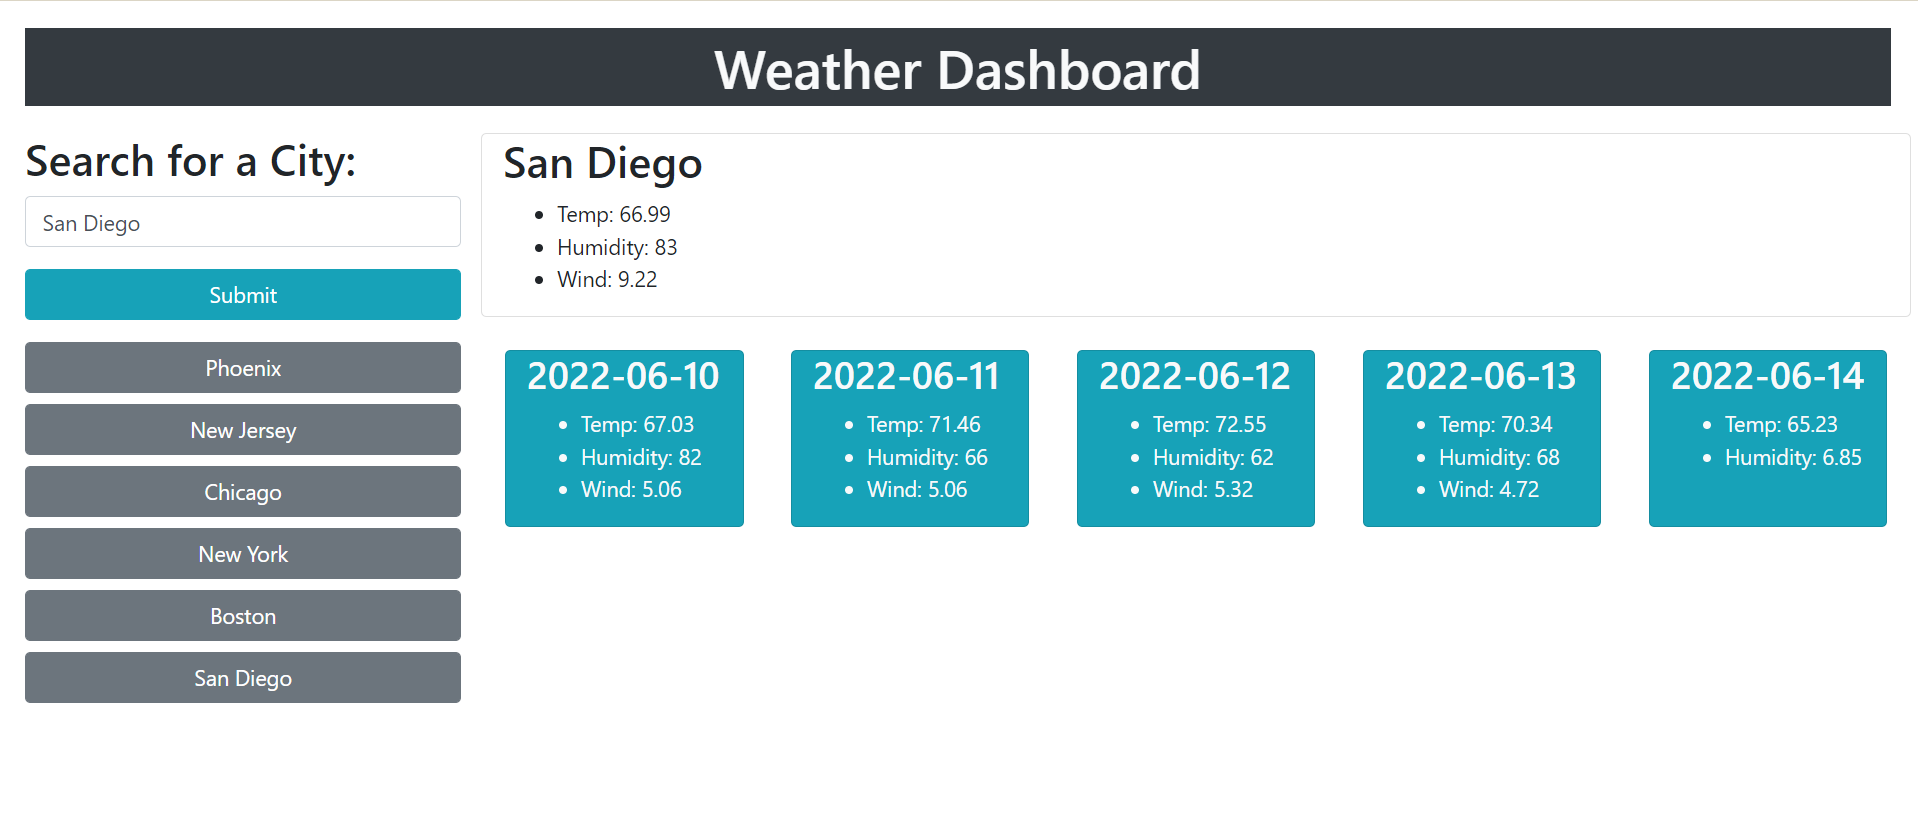 Weather Dashboard
Search for a City:
San Diego
Submit
Phoenix
New Jersey
Chicago
New York
Boston
San Diego
San Diego
Temp: 66.99
Humidity: 83
Wind: 9.22
2022-06-10
Temp: 67.03
Humidity: 82
Wind: 5.06
2022-06-11
Temp: 71.46
Humidity: 66
Wind: 5.06
2022-06-12
Temp: 72.55
Humidity: 62
Wind: 5.32
2022-06-13
Temp: 70.34
Humidity: 68
Wind: 4.72
2022-06-14
Temp: 65.23
Humidity: 6.85